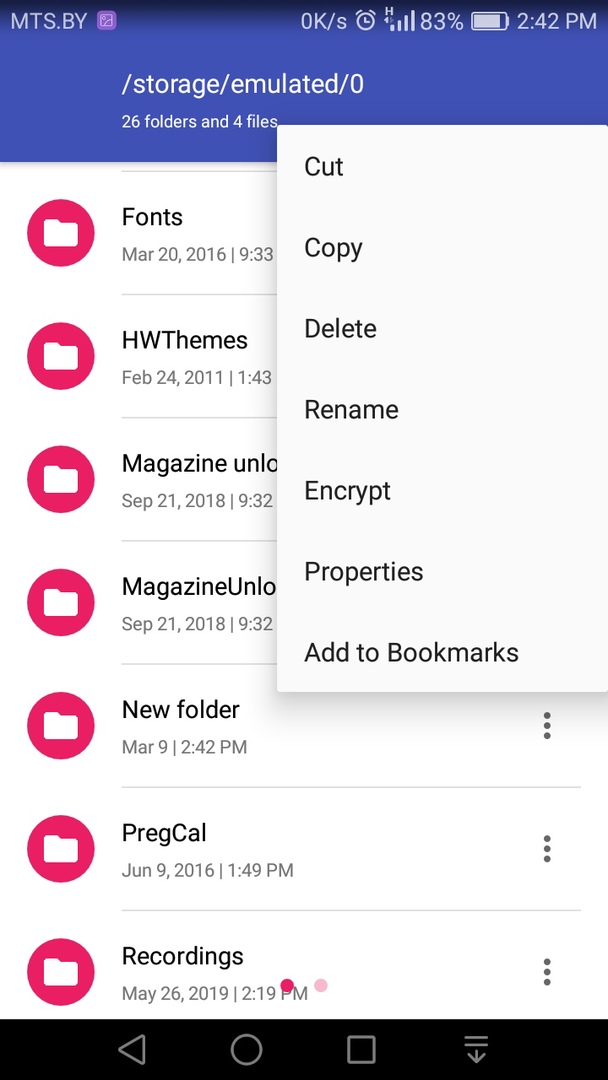 MTS.BY 0K/s H 83% 2:42 PM
/storage/emulated/0
26 folders and 4 files
Cut
Fonts
Copy
Mar 20, 2016 | 9:33
Delete
HWThemes
Feb 24, 2011 | 1:43
Rename
Magazine unlo
Encrypt
Sep 21, 2018 | 9:32
Properties
MagazineUnlo
Sep 21, 2018 | 9:32
Add to Bookmarks
New folder
Mar 9 | 2:42 PM
PregCal
Jun 9, 2016 | 1:49 PM
Recordings
May 26, 2019 | 2:19 PM